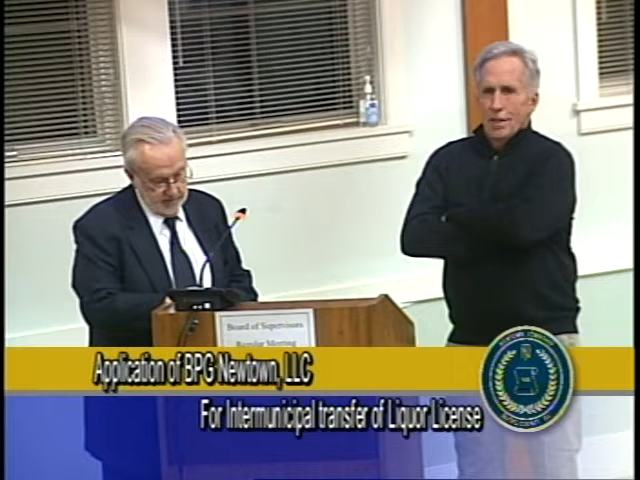 Board of Supervisors
Regular Meeting
Application of BPG Newtown, LLC
For Intermunicipal transfer of Liquor License